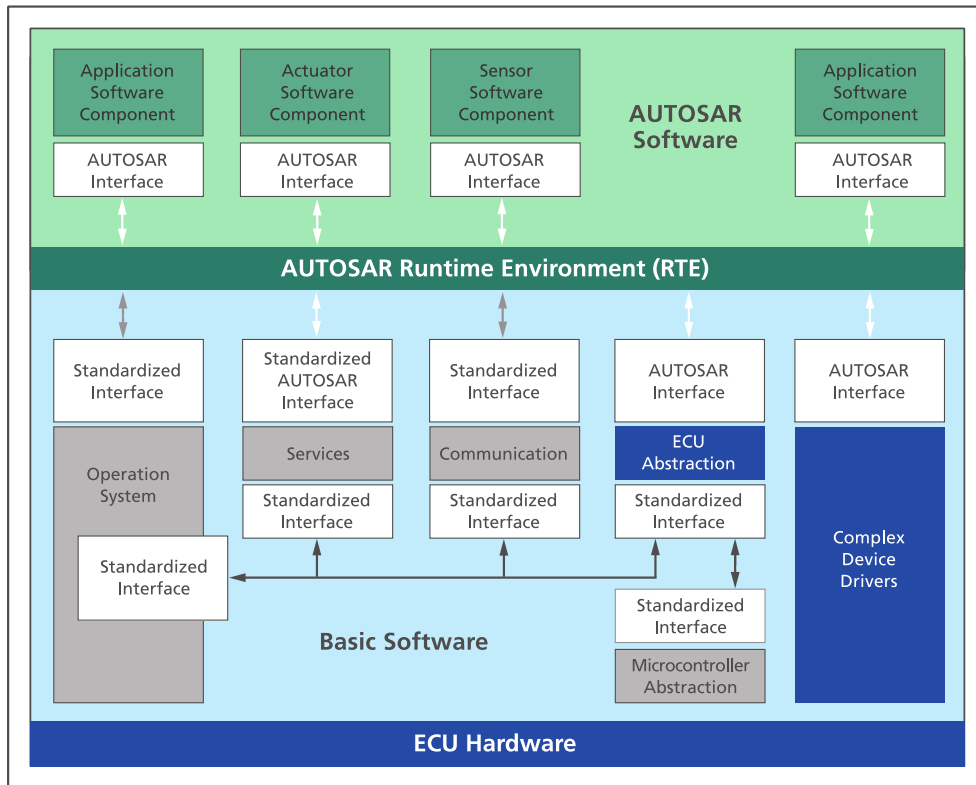 Application
Software
Component
Actuator
Software
Component
Sensor
Software
Component
Application
Software
Component
AUTOSAR
Software
AUTOSAR
Interface
AUTOSAR
Interface
AUTOSAR
Interface
AUTOSAR
Interface
AUTOSAR Runtime Environment (RTE)
Standardized
Interface
Standardized
AUTOSAR
Interface
Standardized
Interface
AUTOSAR
Interface
AUTOSAR
Interface
Operation
System
Services
Communication
ECU
Abstraction
Standardized
Interface
Standardized
Interface
Standardized
Interface
Complex
Device
Drivers
Standardized
Interface
Standardized
Interface
Basic Software
Microcontroller
Abstraction
ECU Hardware